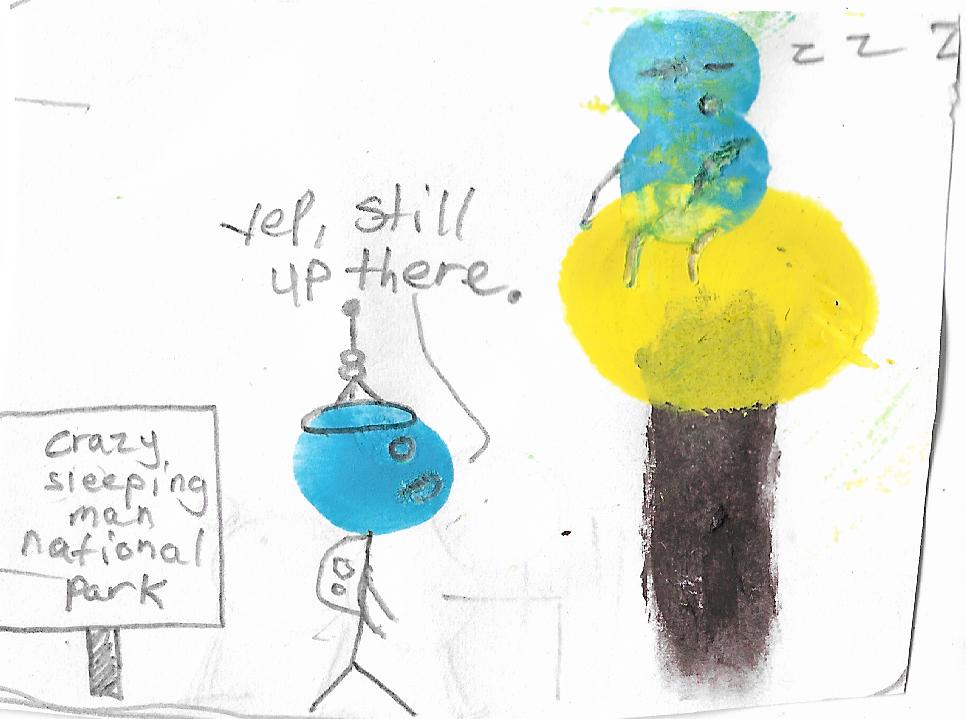 z z z
yep, still
up there.
crazy
sleeping
man
national
park